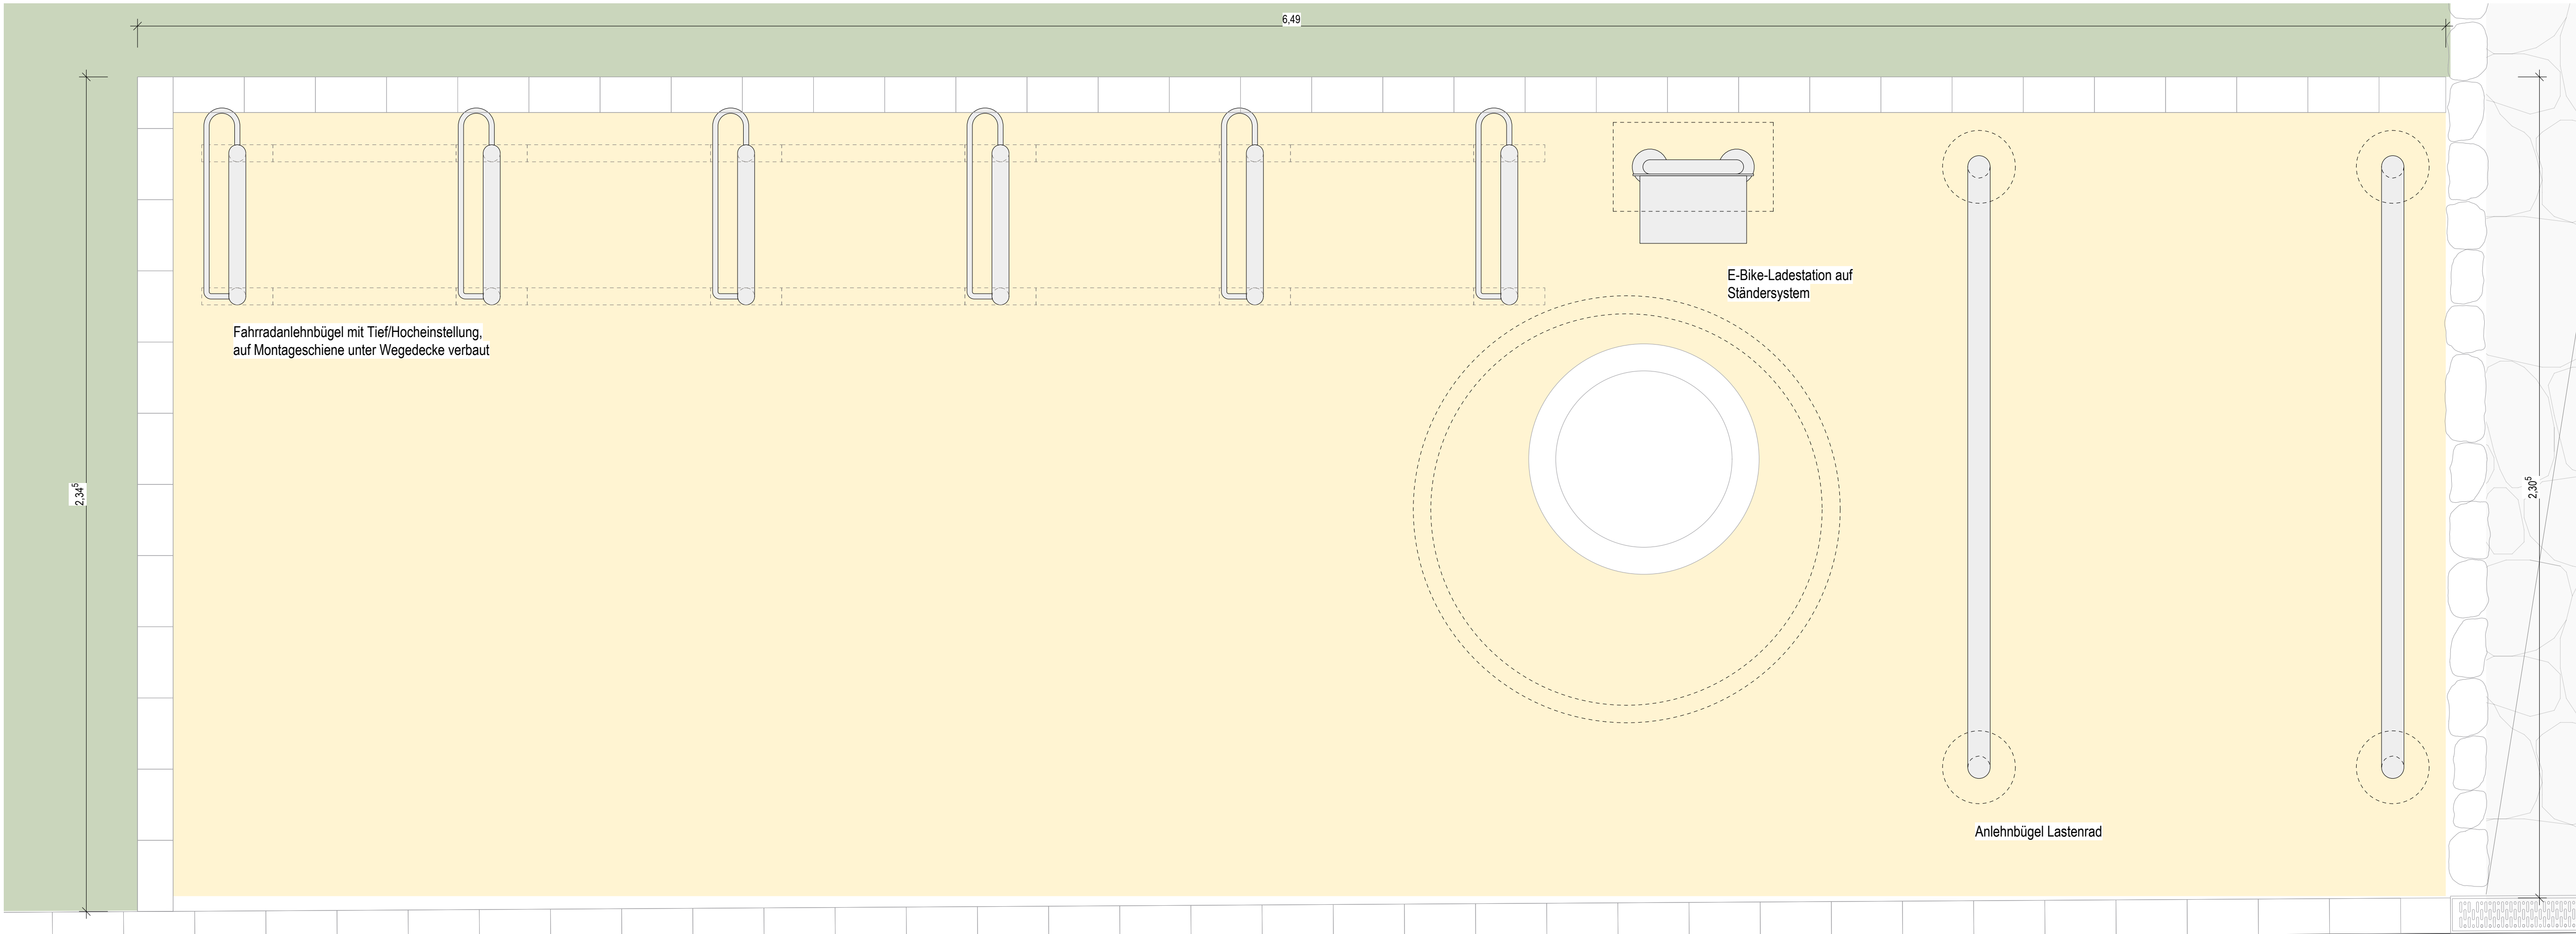 6,49
E-Bike-Ladestation auf
Ständersystem
Fahrradanlehnbügel mit Tief/Hocheinstellung,
auf Montageschiene unter Wegedecke verbaut
2,34⁵
2,30⁵
Anlehnbügel Lastenrad